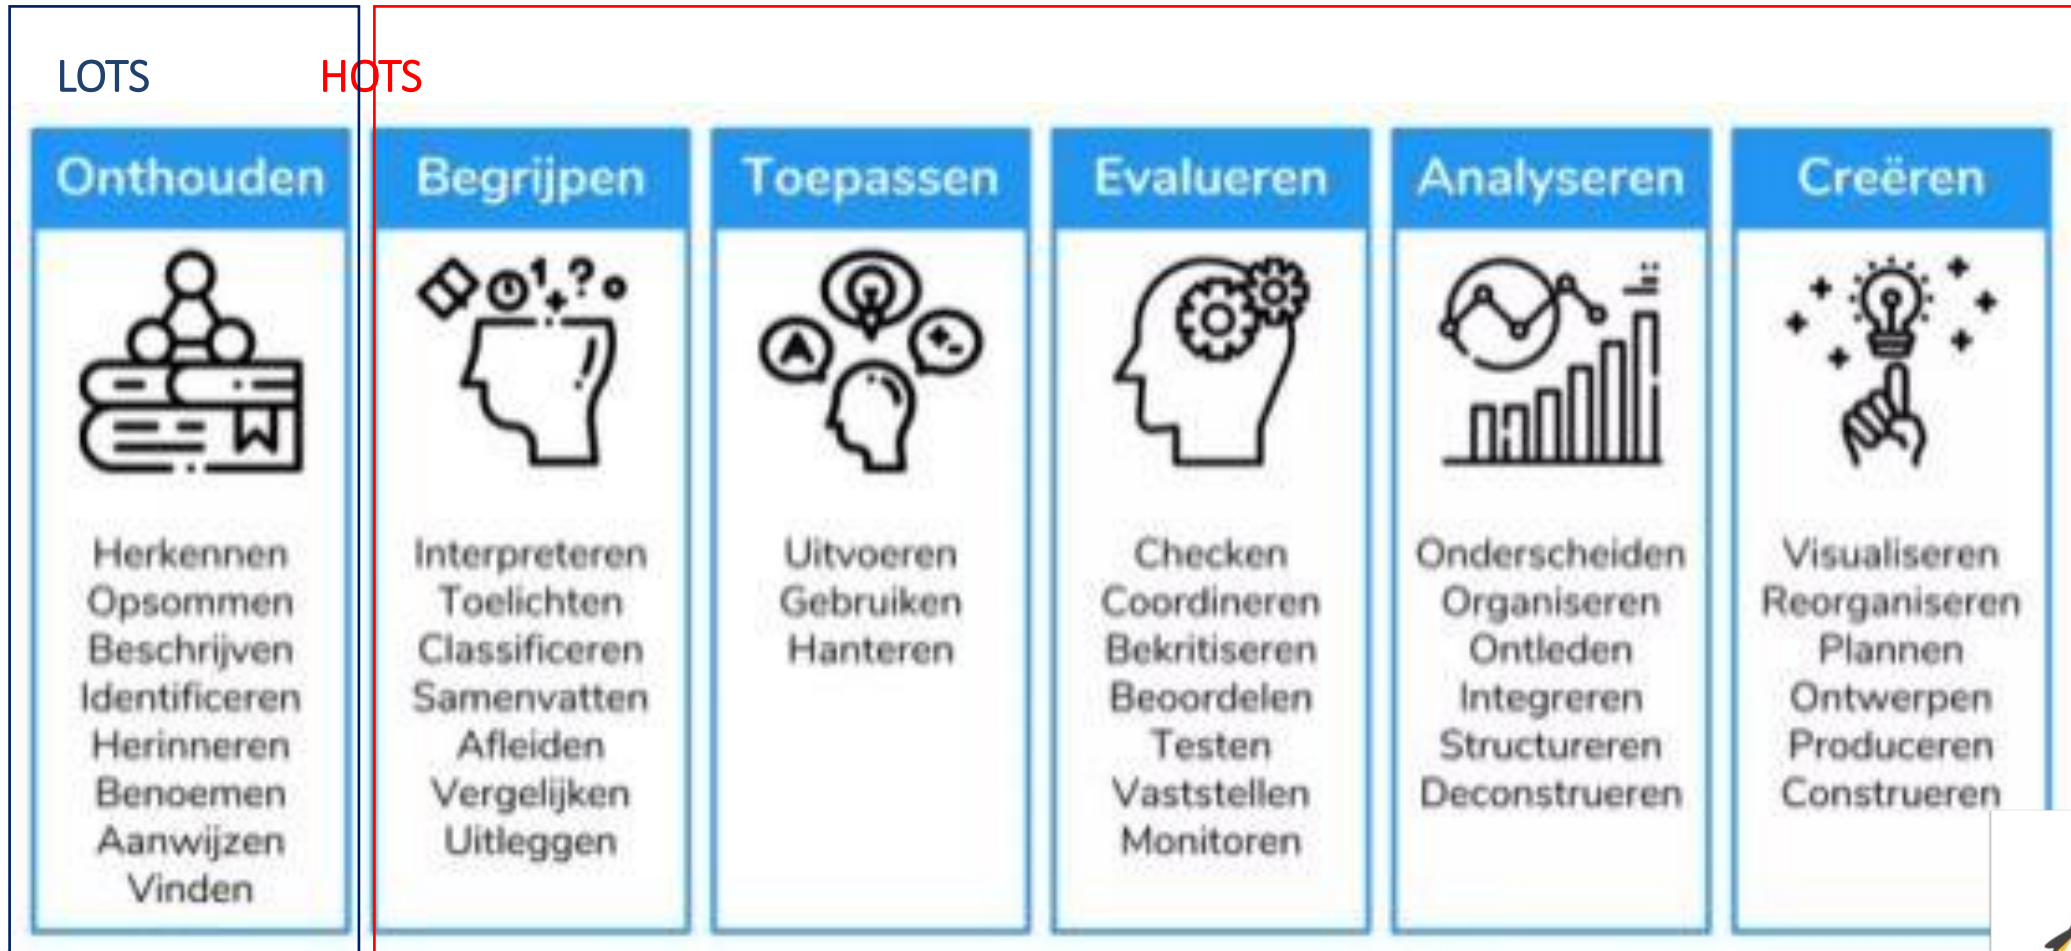 LOTS
HOTS
Onthouden
Herkennen
Opsommen
Beschrijven
Identificeren
Herinneren
Benoemen
Aanwijzen
Vinden
Begrijpen
Interpreteren
Toelichten
Classificeren
Samenvatten
Afleiden
Vergelijken
Uitleggen
Toepassen
Uitvoeren
Gebruiken
Hanteren
Evalueren
Checken
Coordineren
Bekritiseren
Beoordelen
Testen
Vaststellen
Monitoren
Analyseren
Onderscheiden
Organiseren
Ontleden
Integreren
Structureren
Deconstrueren
Creëren
Visualiseren
Reorganiseren
Plannen
Ontwerpen
Produceren
Construeren